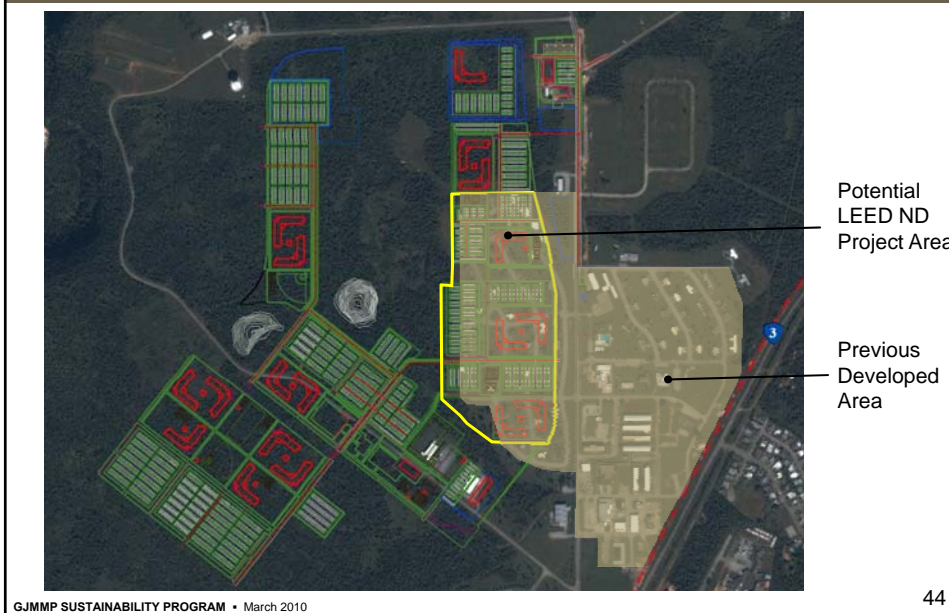 Potential
LEED ND
Project Area
3
Previous
Developed
Area
GJMMP SUSTAINABILITY PROGRAM ▪ March 2010
44